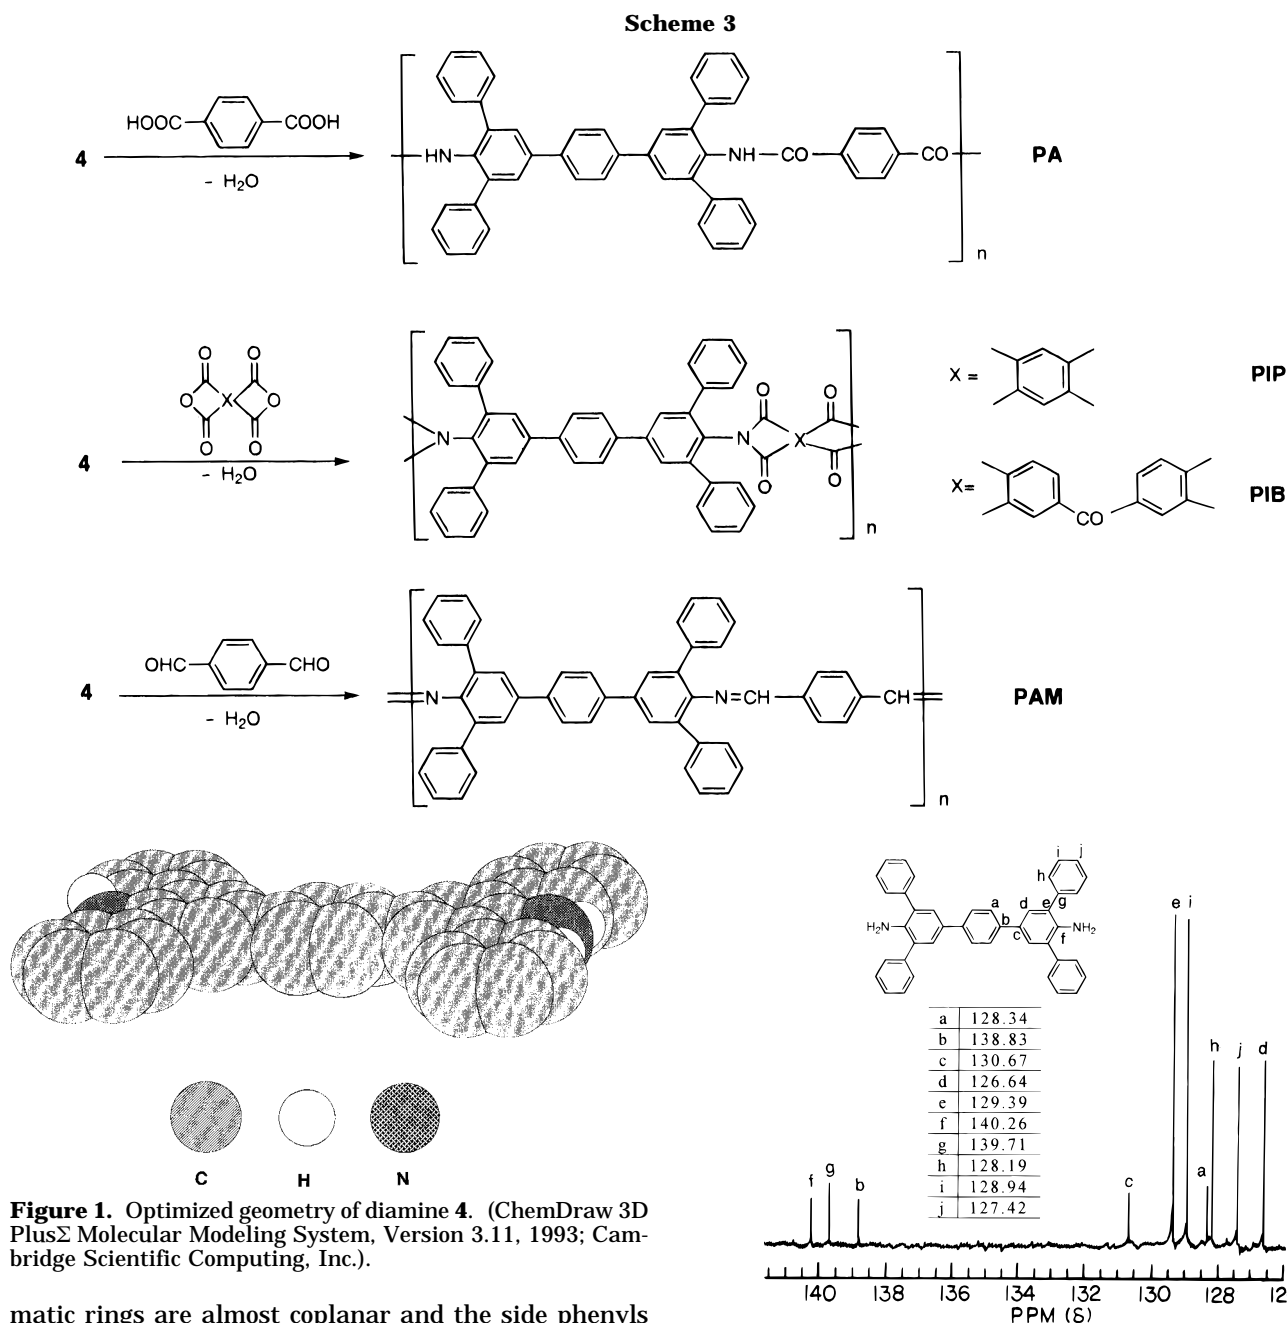 Scheme 3
HOOC COOH
4
- H₂O
HN NH CO CO
n
PA
O O
O X O
O O
4
- H₂O
N N
O O
X
O O
n
X = PIP
X= CO PIB
OHC CHO
4
- H₂O
N N=CH CH
n
PAM
C H N
Figure 1. Optimized geometry of diamine 4. (ChemDraw 3D
PlusΣ Molecular Modeling System, Version 3.11, 1993; Cam-
bridge Scientific Computing, Inc.).
matic rings are almost coplanar and the side phenyls
i j
h
a d e g
b
H₂N c f NH₂
a 128.34
b 138.83
c 130.67
d 126.64
e 129.39
f 140.26
g 139.71
h 128.19
i 128.94
j 127.42
e i
h j d
f g b c a
140 138 136 134 132 130 128 12
PPM (δ)